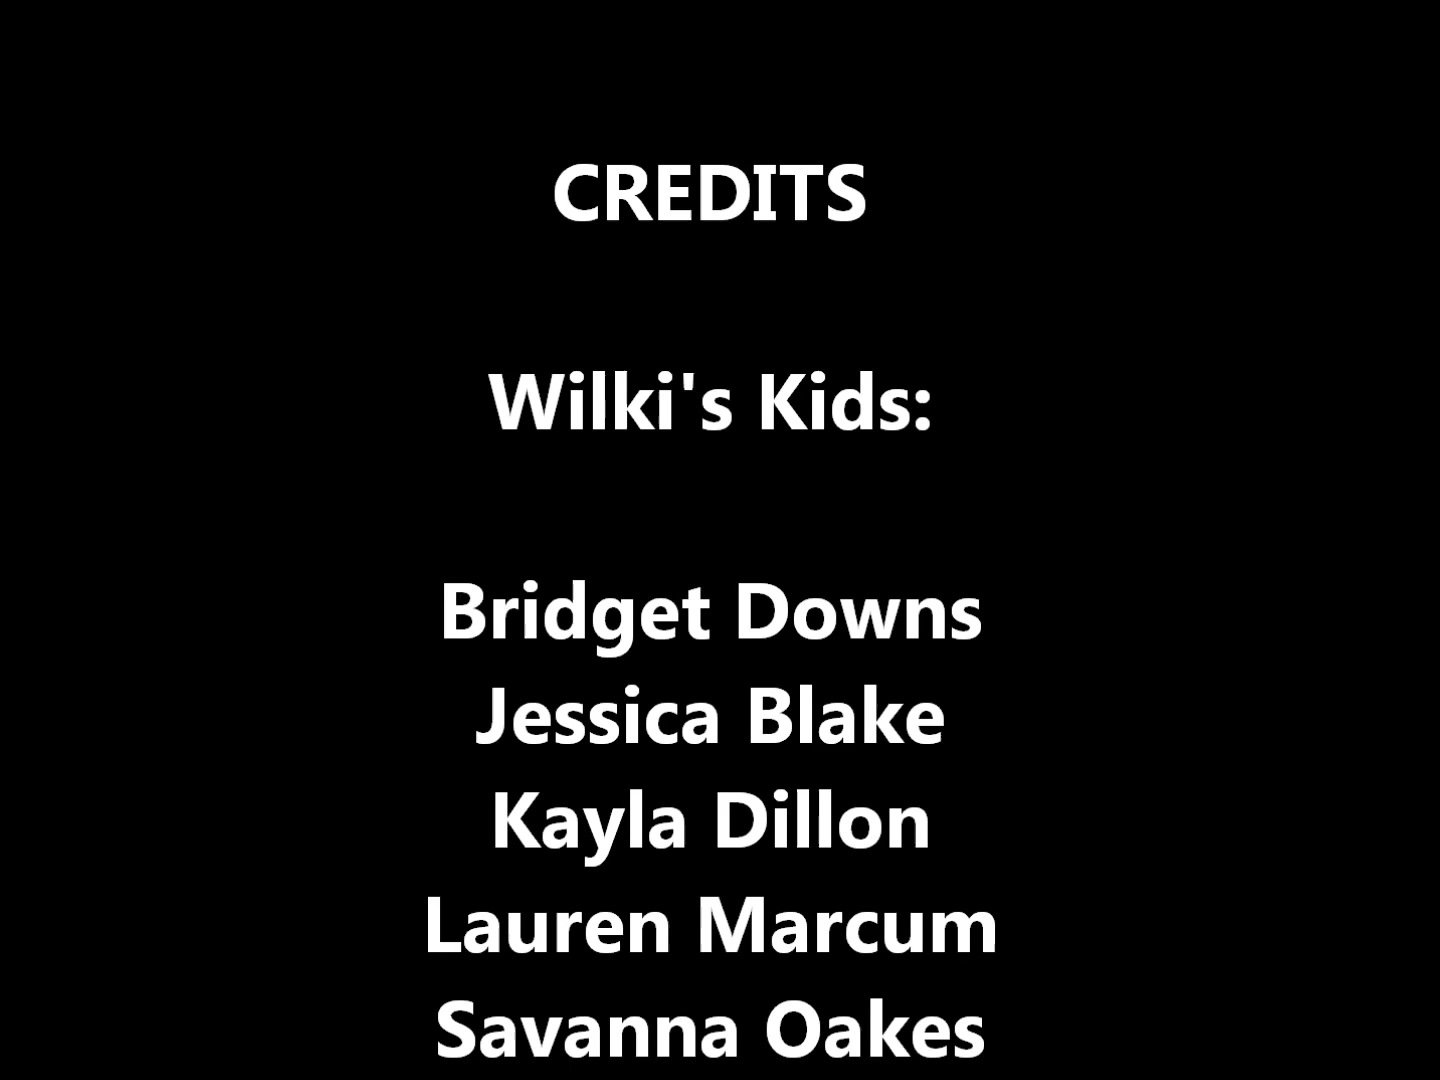 CREDITS
Wilki's Kids:
Bridget Downs
Jessica Blake
Kayla Dillon
Lauren Marcum
Savanna Oakes